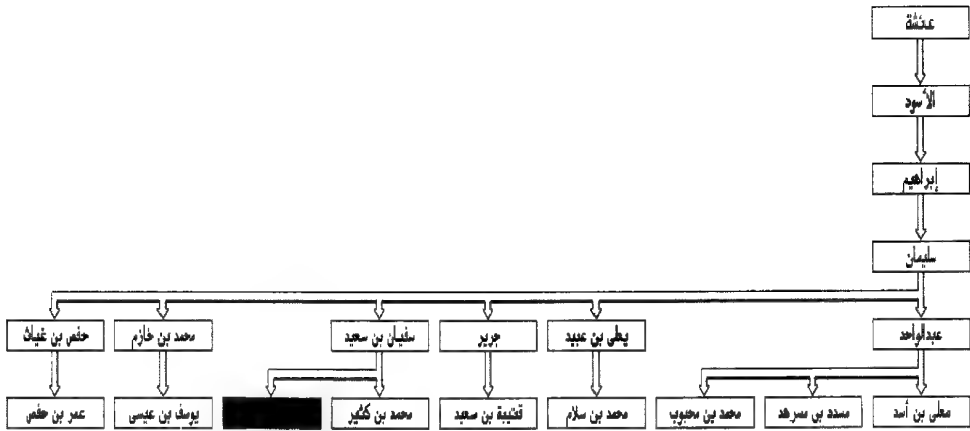 عائشة
الأسود
إبراهيم
سليمان
عبدالواحد
يعلى بن عبيد
جرير
سفيان بن سعيد
محمد بن خازم
حفص بن غياث
معلى بن أسد
مسدد بن مسرهد
محمد بن محبوب
محمد بن سلام
قتيبة بن سعيد
محمد بن كثير
يوسف بن عيسى
عمر بن حفص